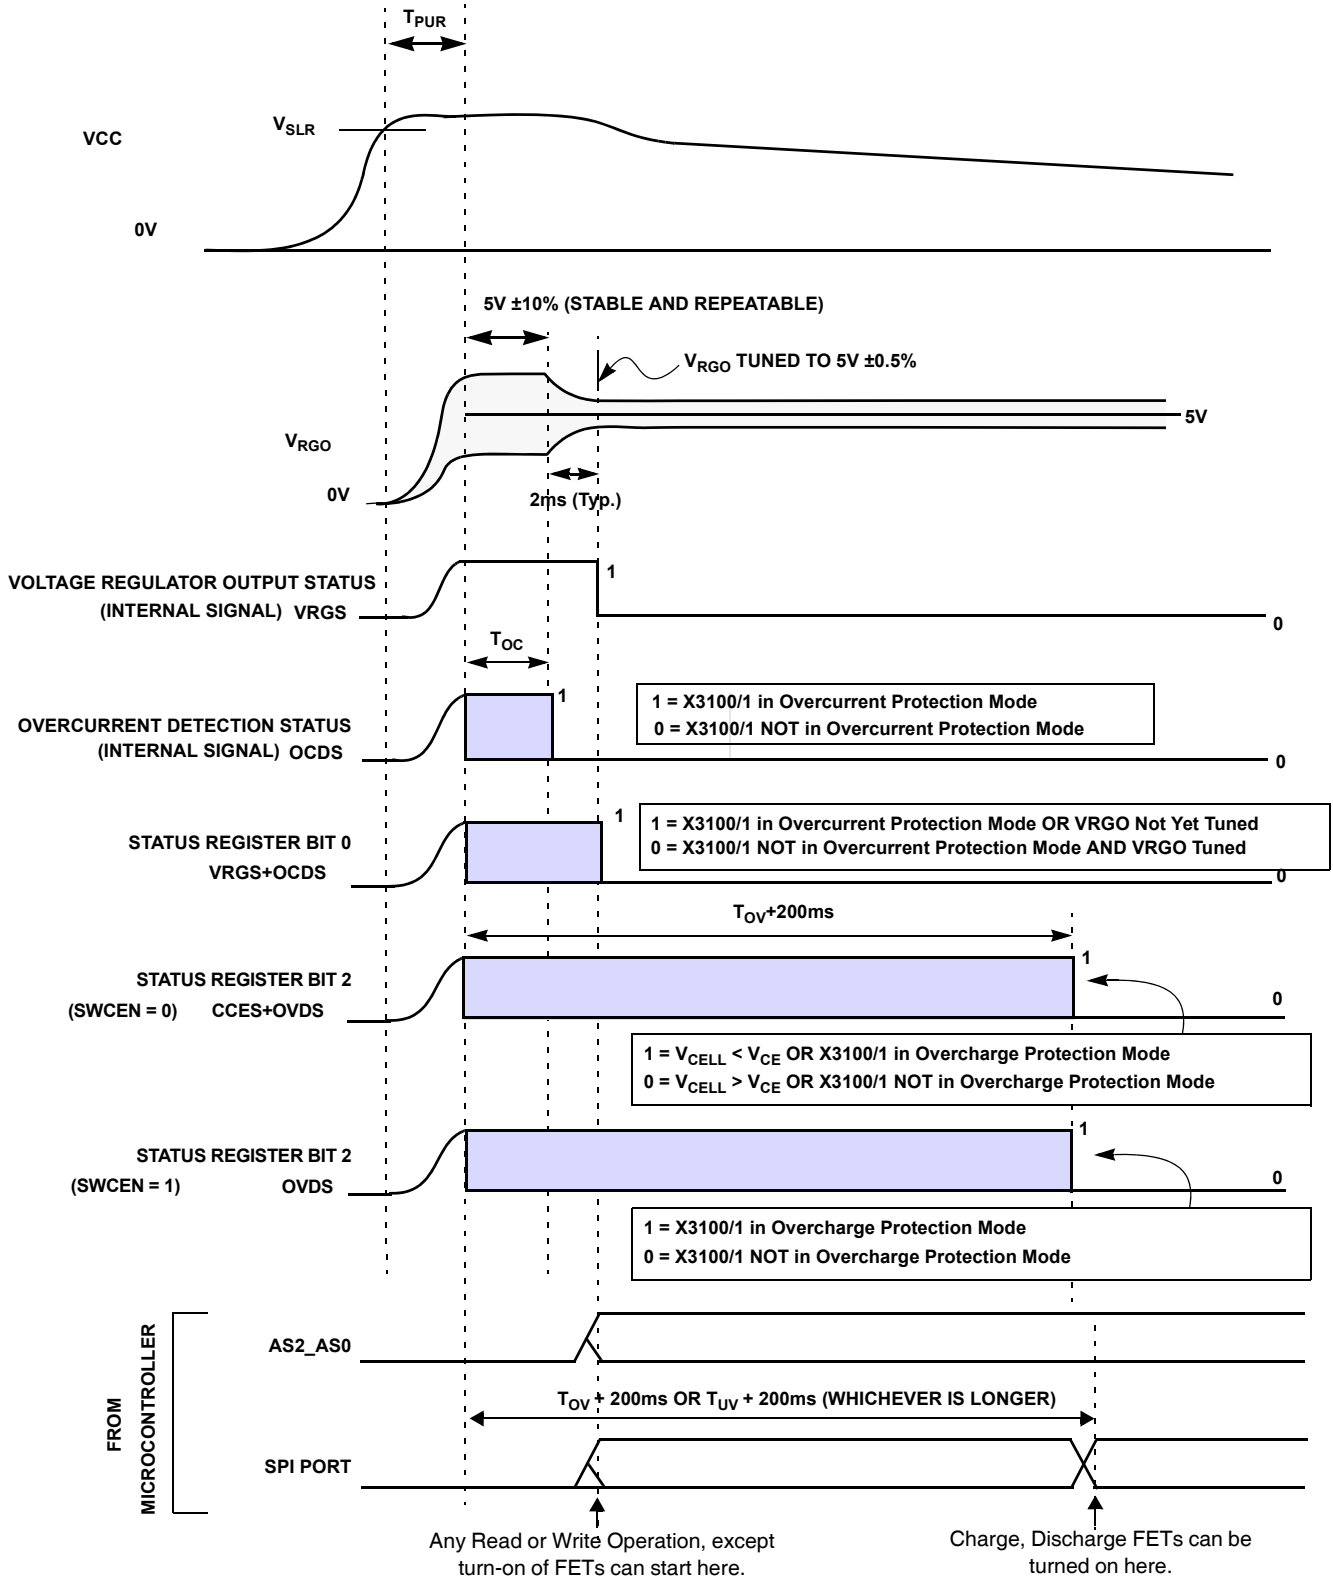 TPUR
VSLR
VCC
0V
5V ±10% (STABLE AND REPEATABLE)
VRGO TUNED TO 5V ±0.5%
5V
VRGO
0V
2ms (Typ.)
VOLTAGE REGULATOR OUTPUT STATUS
(INTERNAL SIGNAL) VRGS
1
0
TOC
OVERCURRENT DETECTION STATUS
(INTERNAL SIGNAL) OCDS
1
1 = X3100/1 in Overcurrent Protection Mode
0 = X3100/1 NOT in Overcurrent Protection Mode
0
STATUS REGISTER BIT 0
VRGS+OCDS
1
1 = X3100/1 in Overcurrent Protection Mode OR VRGO Not Yet Tuned
0 = X3100/1 NOT in Overcurrent Protection Mode AND VRGO Tuned
0
TOV+200ms
STATUS REGISTER BIT 2
(SWCEN = 0) CCES+OVDS
1
0
1 = VCELL < VCE OR X3100/1 in Overcharge Protection Mode
0 = VCELL > VCE OR X3100/1 NOT in Overcharge Protection Mode
STATUS REGISTER BIT 2
(SWCEN = 1) OVDS
1
0
1 = X3100/1 in Overcharge Protection Mode
0 = X3100/1 NOT in Overcharge Protection Mode
FROM
MICROCONTROLLER
AS2_AS0
TOV + 200ms OR TUV + 200ms (WHICHEVER IS LONGER)
SPI PORT
Any Read or Write Operation, except
turn-on of FETs can start here.
Charge, Discharge FETs can be
turned on here.